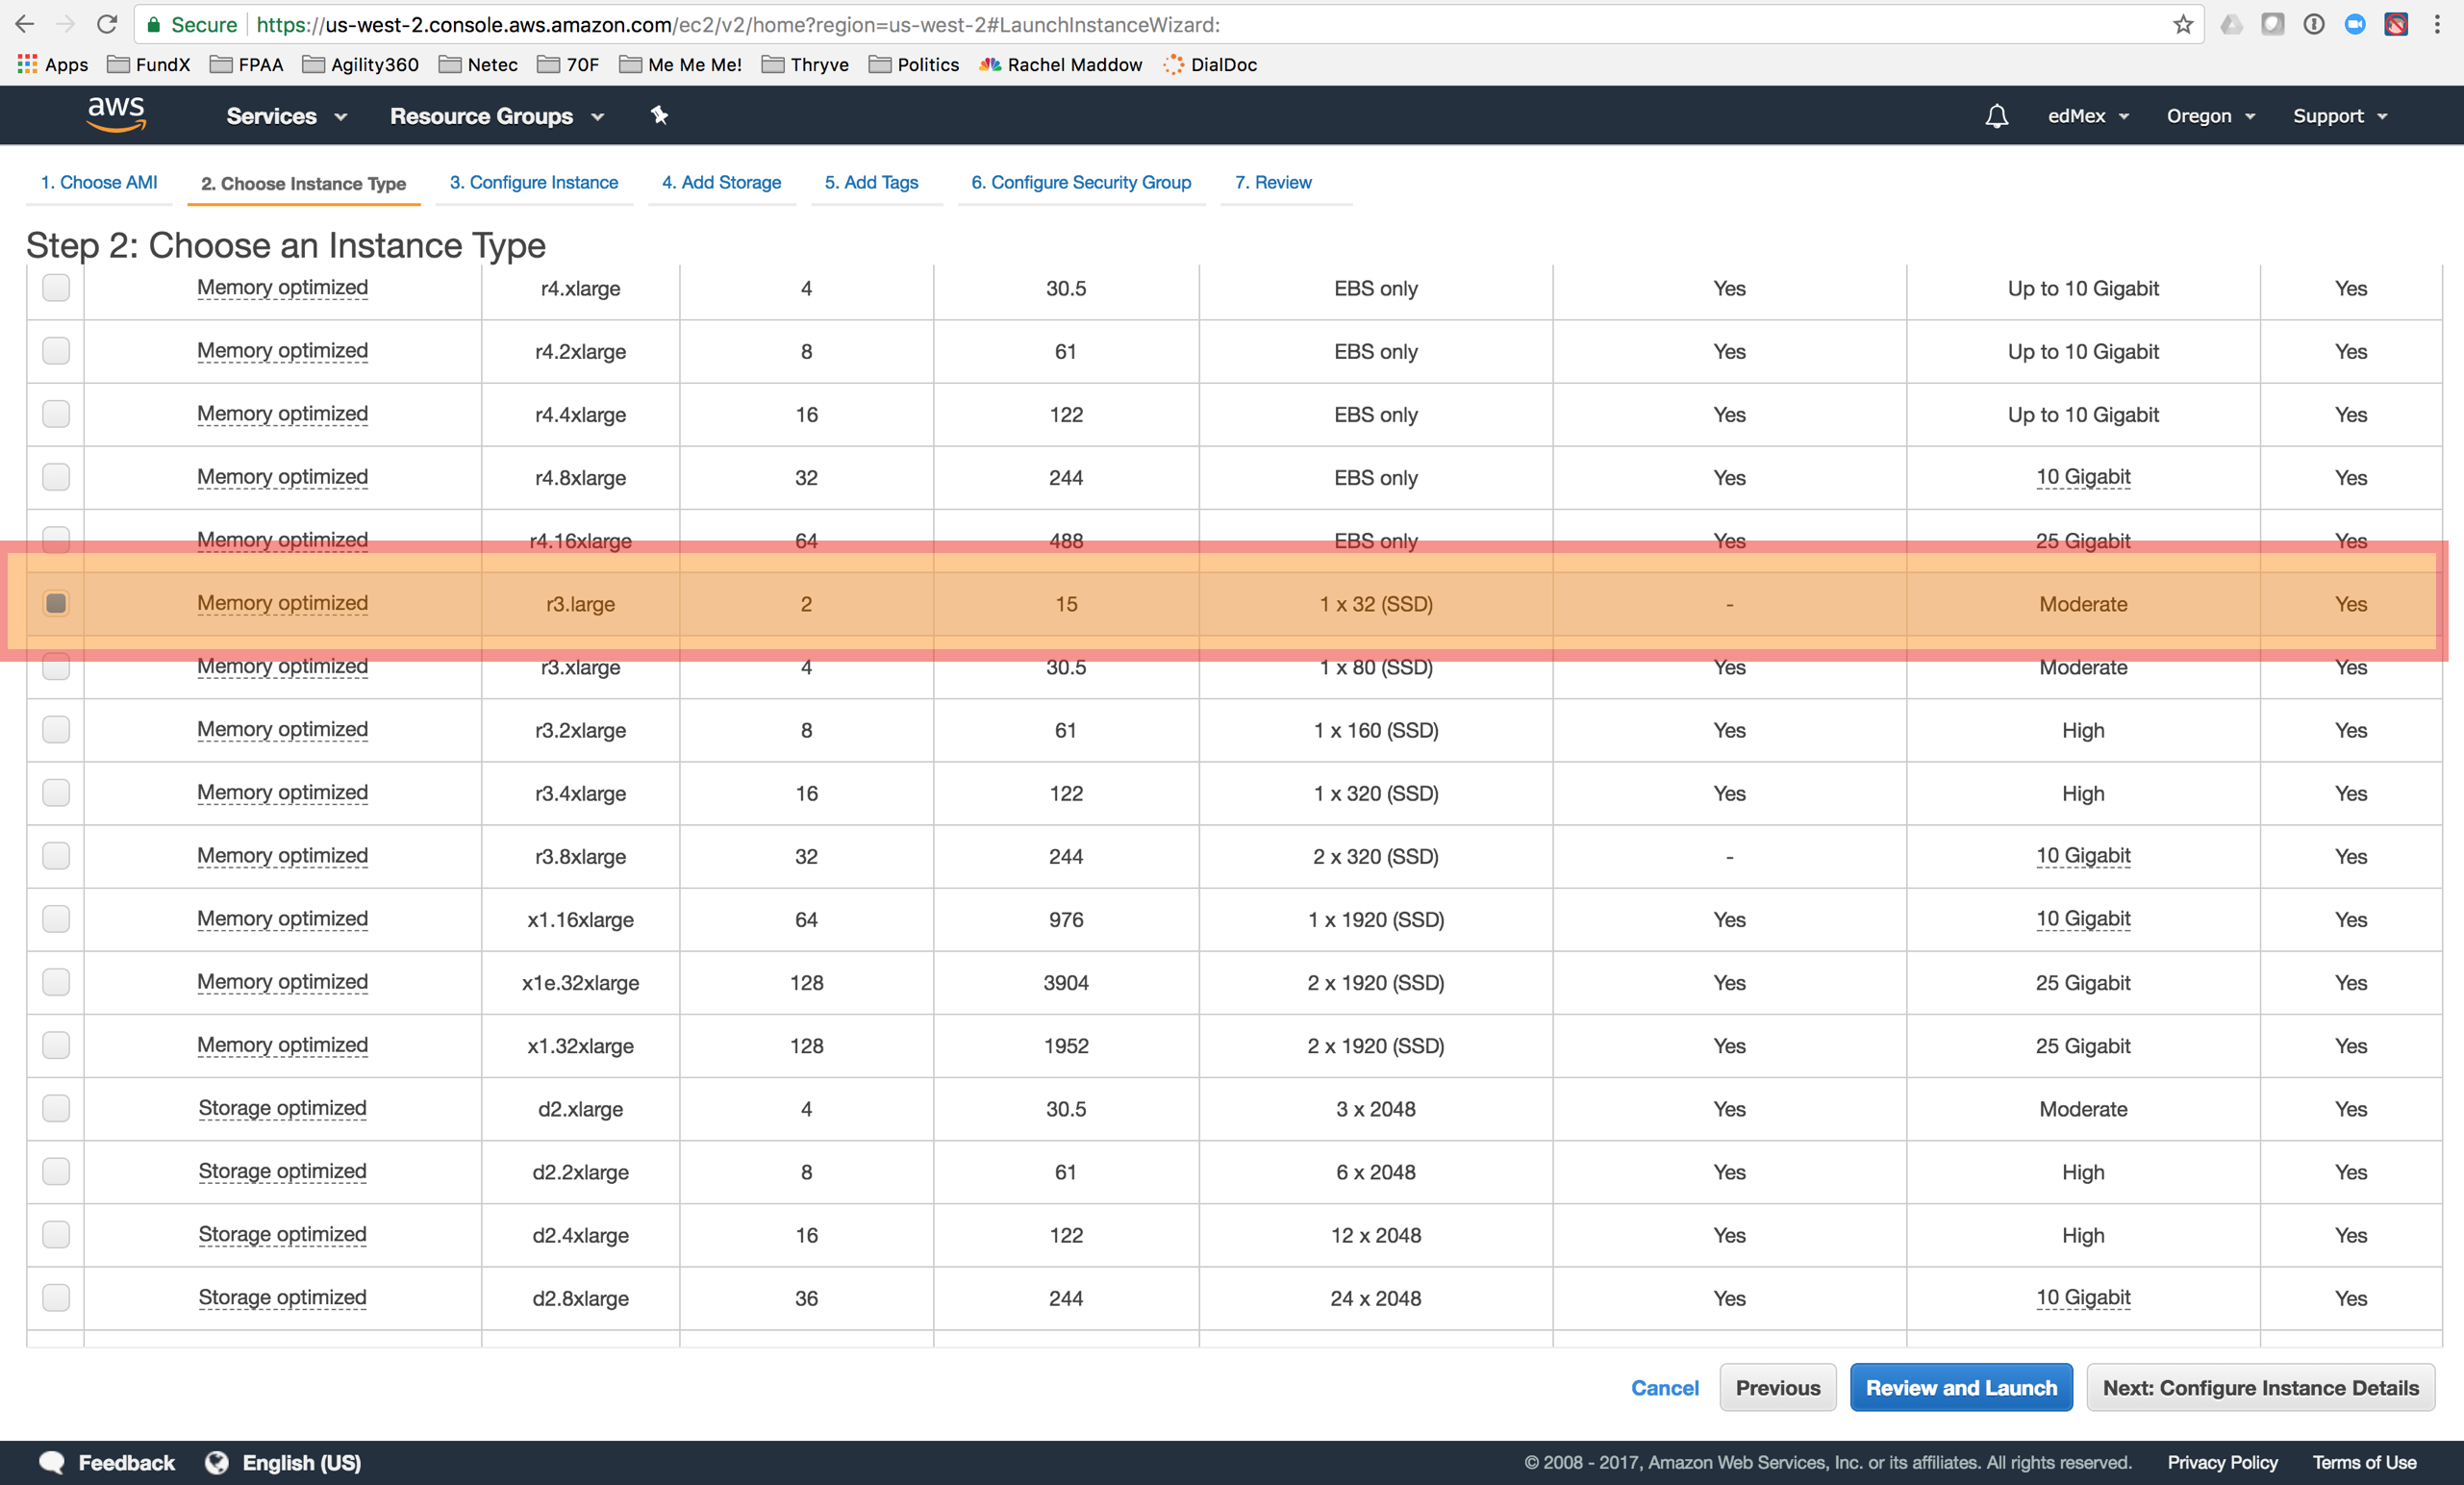 Secure https://us-west-2.console.aws.amazon.com/ec2/v2/home?region=us-west-2#LaunchInstanceWizard:
Apps FundX FPAA Agility360 Netec 70F Me Me Me! Thryve Politics Rachel Maddow DialDoc
aws Services Resource Groups edMex Oregon Support
1. Choose AMI 2. Choose Instance Type 3. Configure Instance 4. Add Storage 5. Add Tags 6. Configure Security Group 7. Review
Step 2: Choose an Instance Type
Memory optimized r4.xlarge 4 30.5 EBS only Yes Up to 10 Gigabit Yes
Memory optimized r4.2xlarge 8 61 EBS only Yes Up to 10 Gigabit Yes
Memory optimized r4.4xlarge 16 122 EBS only Yes Up to 10 Gigabit Yes
Memory optimized r4.8xlarge 32 244 EBS only Yes 10 Gigabit Yes
Memory optimized r4.16xlarge 64 488 EBS only Yes 25 Gigabit Yes
Memory optimized r3.large 2 15 1 x 32 (SSD) - Moderate Yes
Memory optimized r3.xlarge 4 30.5 1 x 80 (SSD) Yes Moderate Yes
Memory optimized r3.2xlarge 8 61 1 x 160 (SSD) Yes High Yes
Memory optimized r3.4xlarge 16 122 1 x 320 (SSD) Yes High Yes
Memory optimized r3.8xlarge 32 244 2 x 320 (SSD) - 10 Gigabit Yes
Memory optimized x1.16xlarge 64 976 1 x 1920 (SSD) Yes 10 Gigabit Yes
Memory optimized x1e.32xlarge 128 3904 2 x 1920 (SSD) Yes 25 Gigabit Yes
Memory optimized x1.32xlarge 128 1952 2 x 1920 (SSD) Yes 25 Gigabit Yes
Storage optimized d2.xlarge 4 30.5 3 x 2048 Yes Moderate Yes
Storage optimized d2.2xlarge 8 61 6 x 2048 Yes High Yes
Storage optimized d2.4xlarge 16 122 12 x 2048 Yes High Yes
Storage optimized d2.8xlarge 36 244 24 x 2048 Yes 10 Gigabit Yes
Cancel Previous Review and Launch Next: Configure Instance Details
Feedback English (US) © 2008 - 2017, Amazon Web Services, Inc. or its affiliates. All rights reserved. Privacy Policy Terms of Use